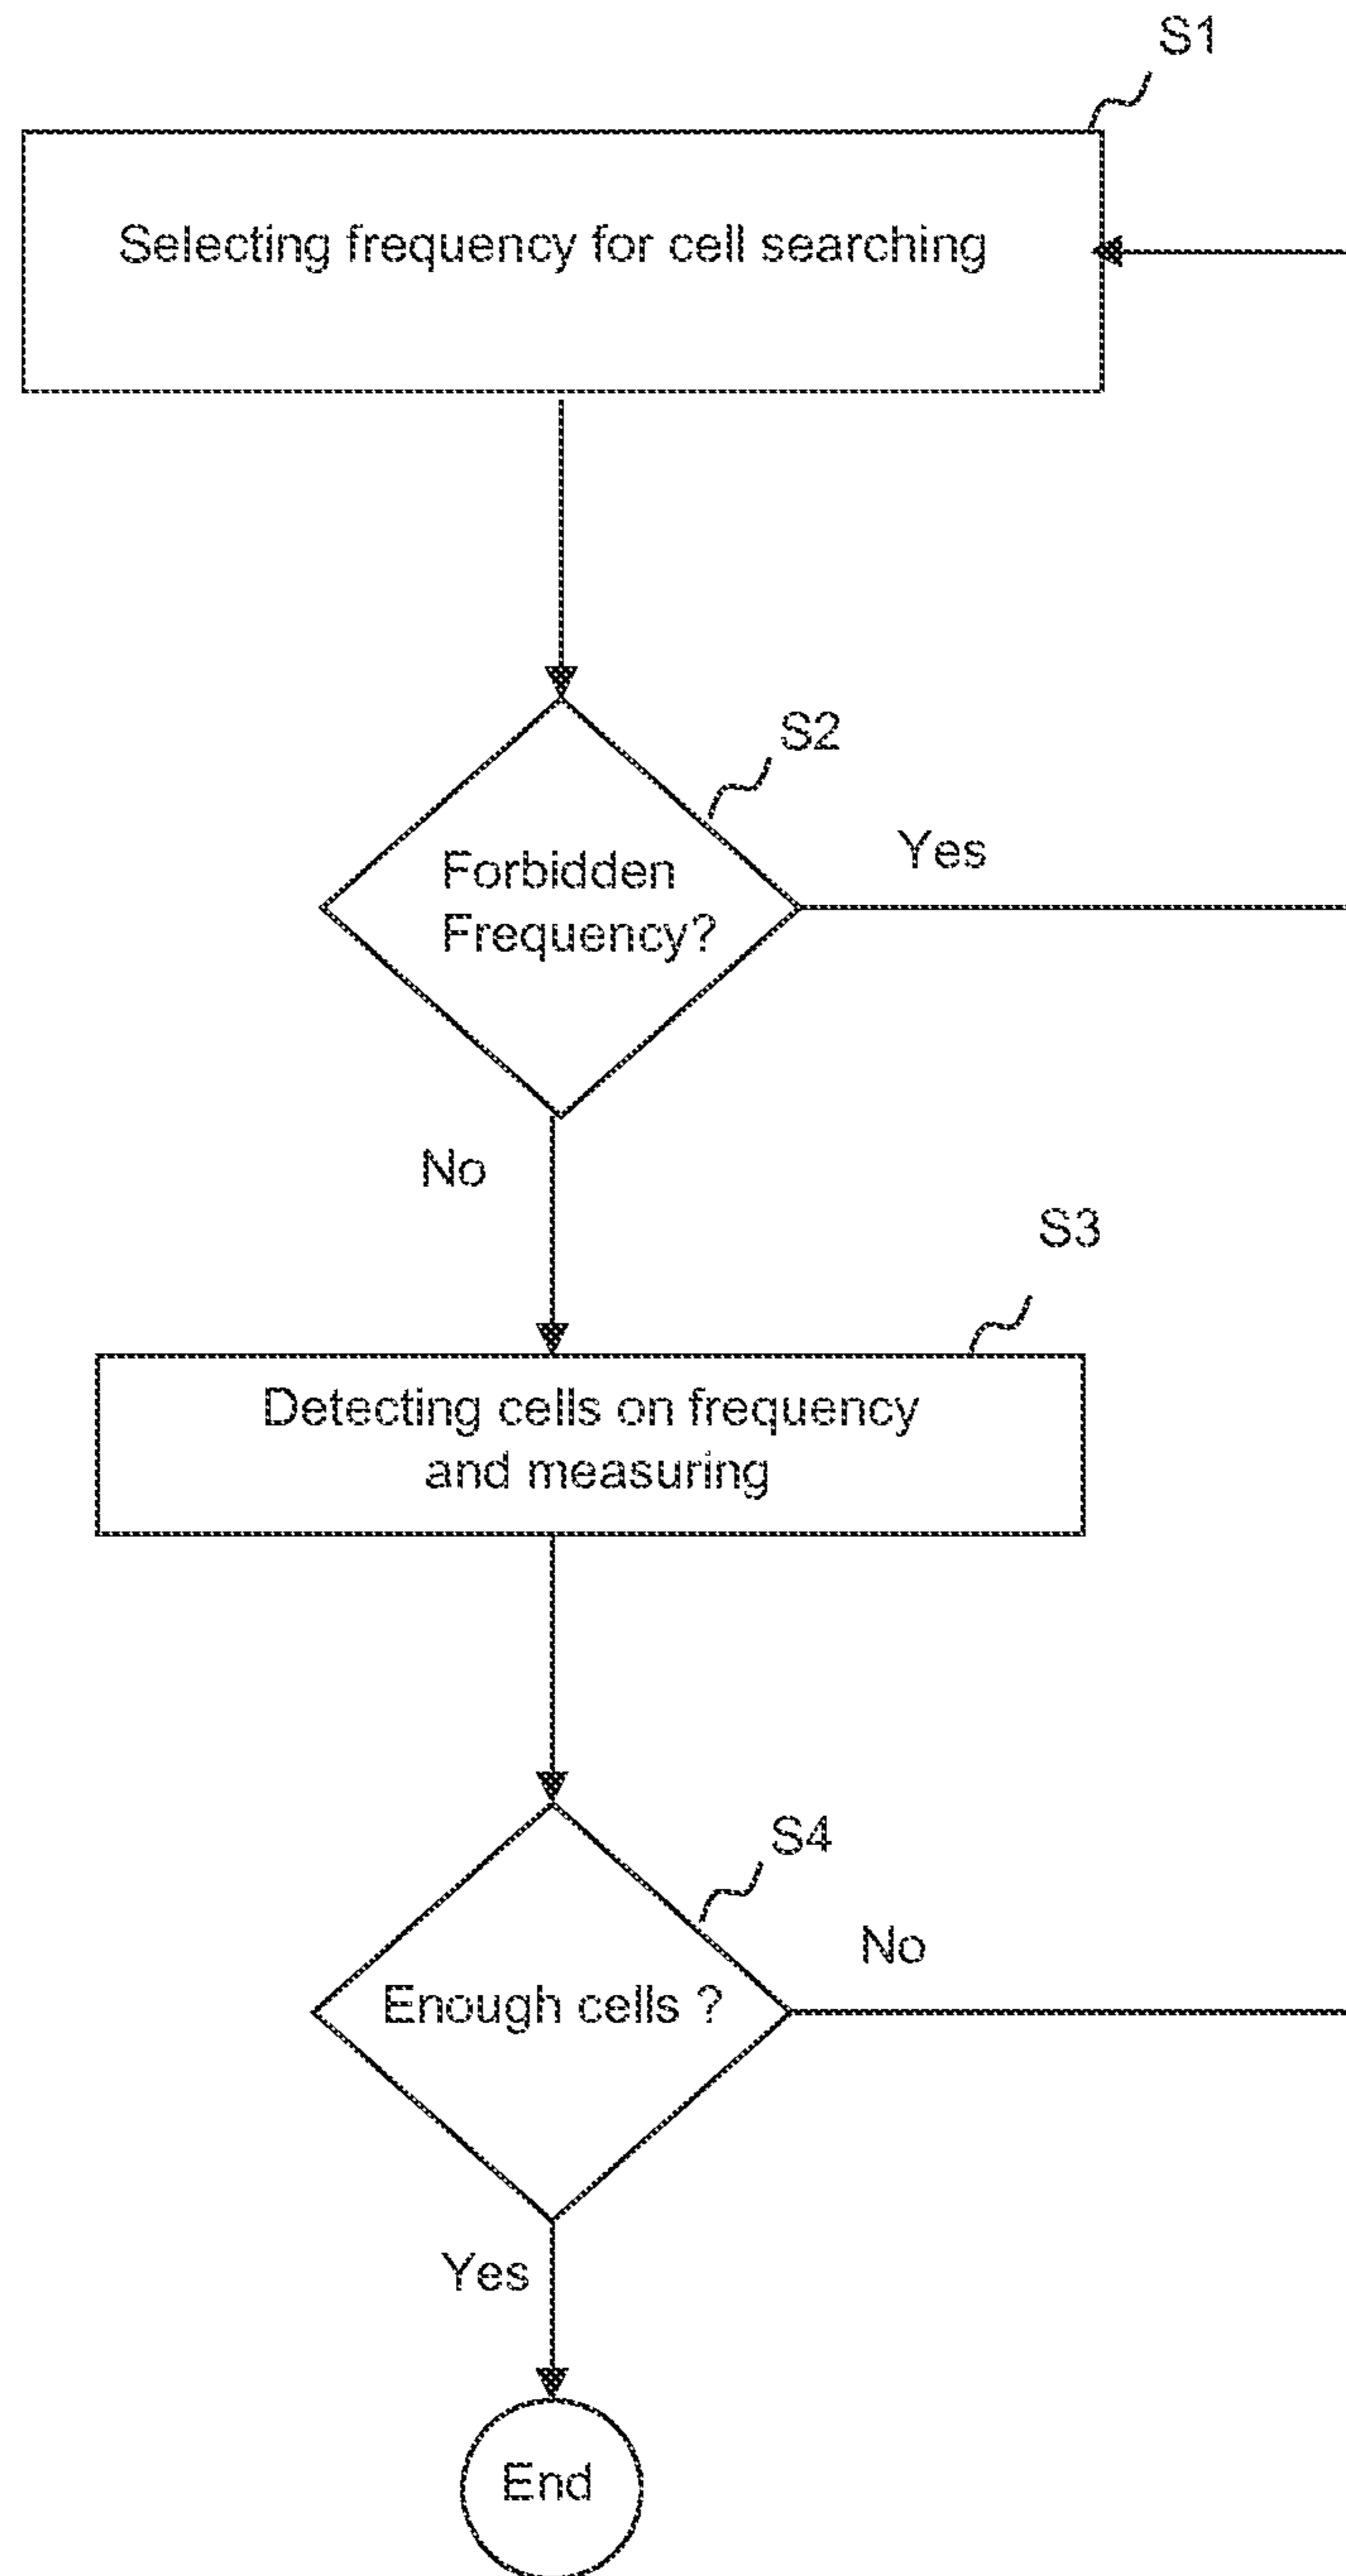 S1
Selecting frequency for cell searching
S2
Forbidden
Frequency?
Yes
No
S3
Detecting cells on frequency
and measuring
S4
Enough cells ?
No
Yes
End